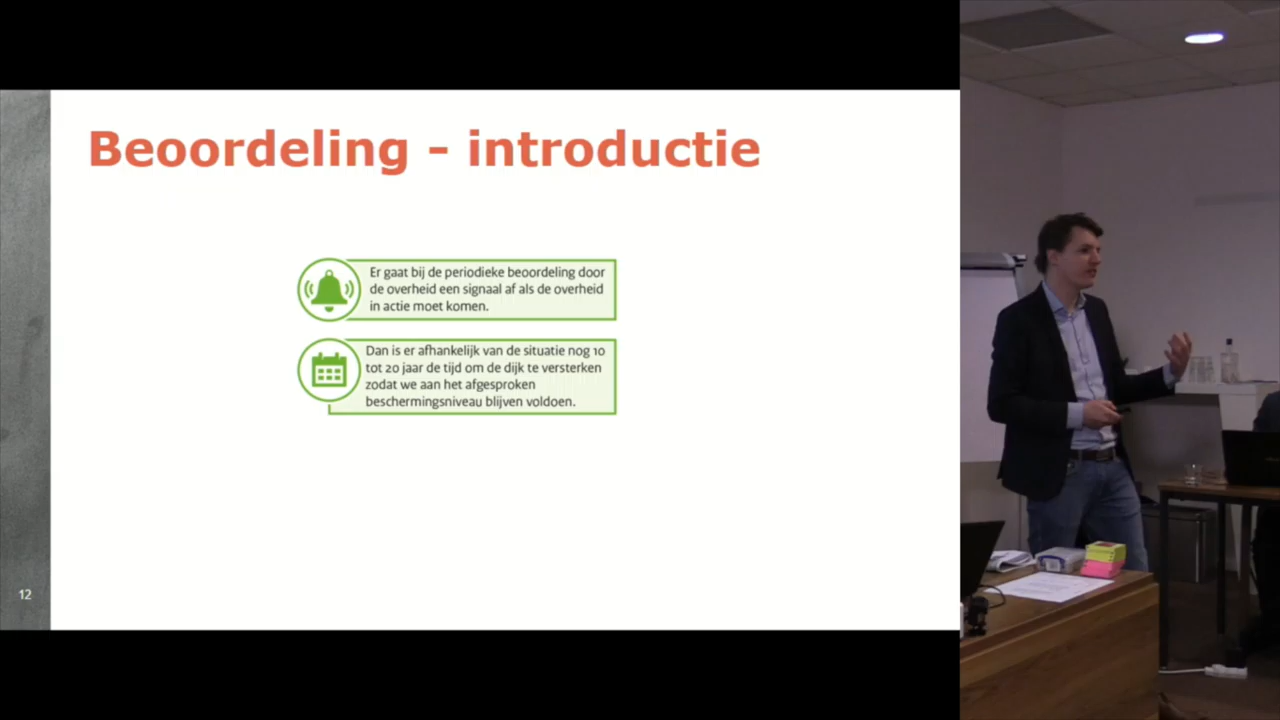 Beoordeling - introductie
Er gaat bij de periodieke beoordeling door
de overheid een signaal af als de overheid
in actie moet komen.
Dan is er afhankelijk van de situatie nog 10
tot 20 jaar de tijd om de dijk te versterken
zodat we aan het afgesproken
beschermingsniveau blijven voldoen.
12